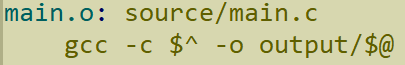 main.o: source/main.c
    gcc -c $^ -o output/$@